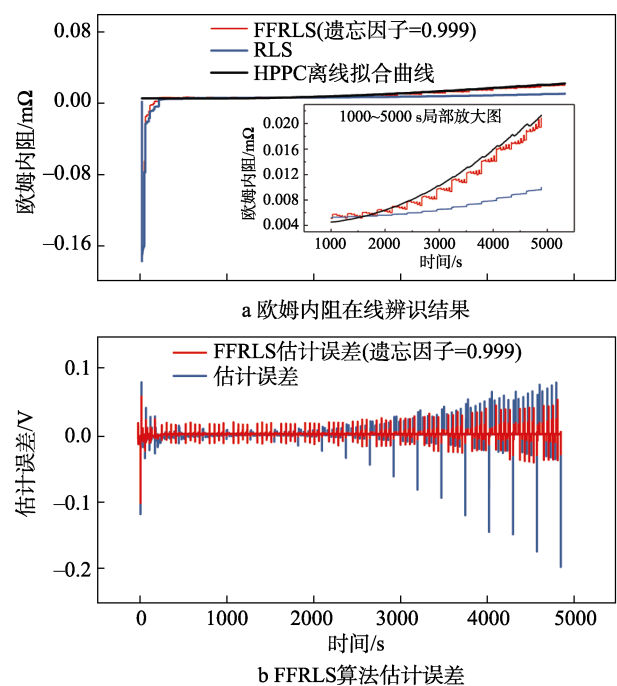 0.08
0.00
−0.08
−0.16
欧姆内阻/mΩ
FFRLS(遗忘因子=0.999)
RLS
HPPC离线拟合曲线
1000~5000 s局部放大图
0.020
0.016
0.012
0.008
0.004
欧姆内阻/mΩ
1000 2000 3000 4000 5000
时间/s
0 1000 2000 3000 4000 5000
a 欧姆内阻在线辨识结果
FFRLS估计误差(遗忘因子=0.999)
估计误差
0.1
0.0
−0.1
−0.2
估计误差/V
0 1000 2000 3000 4000 5000
时间/s
b FFRLS算法估计误差